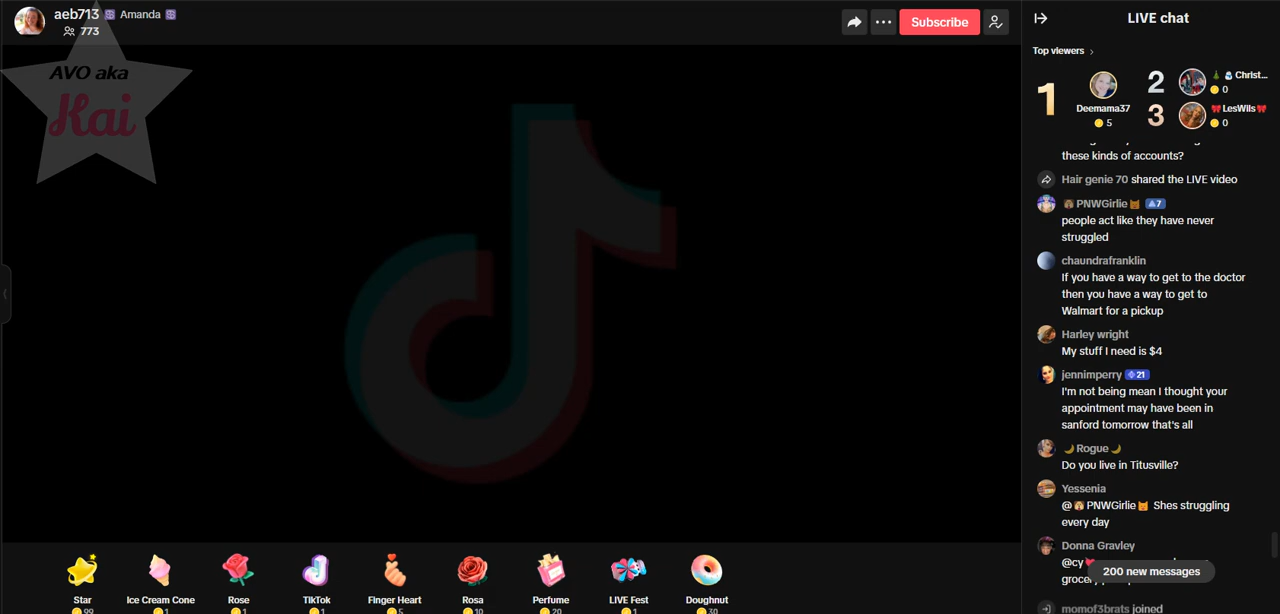 aeb713 Amanda
773
Subscribe
AVO aka
Kai
LIVE chat
Top viewers
1
Deemama37
5
2
Christ...
0
3
LesWils
0
these kinds of accounts?
Hair genie 70 shared the LIVE video
PNWGirlie 7
people act like they have never
struggled
chaundrafranklin
If you have a way to get to the doctor
then you have a way to get to
Walmart for a pickup
Harley wright
My stuff I need is $4
jennimperry 21
I'm not being mean I thought your
appointment may have been in
sanford tomorrow that's all
Rogue
Do you live in Titusville?
Yessenia
@PNWGirlie Shes struggling
every day
Donna Gravley
@cy
200 new messages
momof3brats joined
Star
99
Ice Cream Cone
1
Rose
1
TikTok
1
Finger Heart
5
Rosa
10
Perfume
20
LIVE Fest
1
Doughnut
30